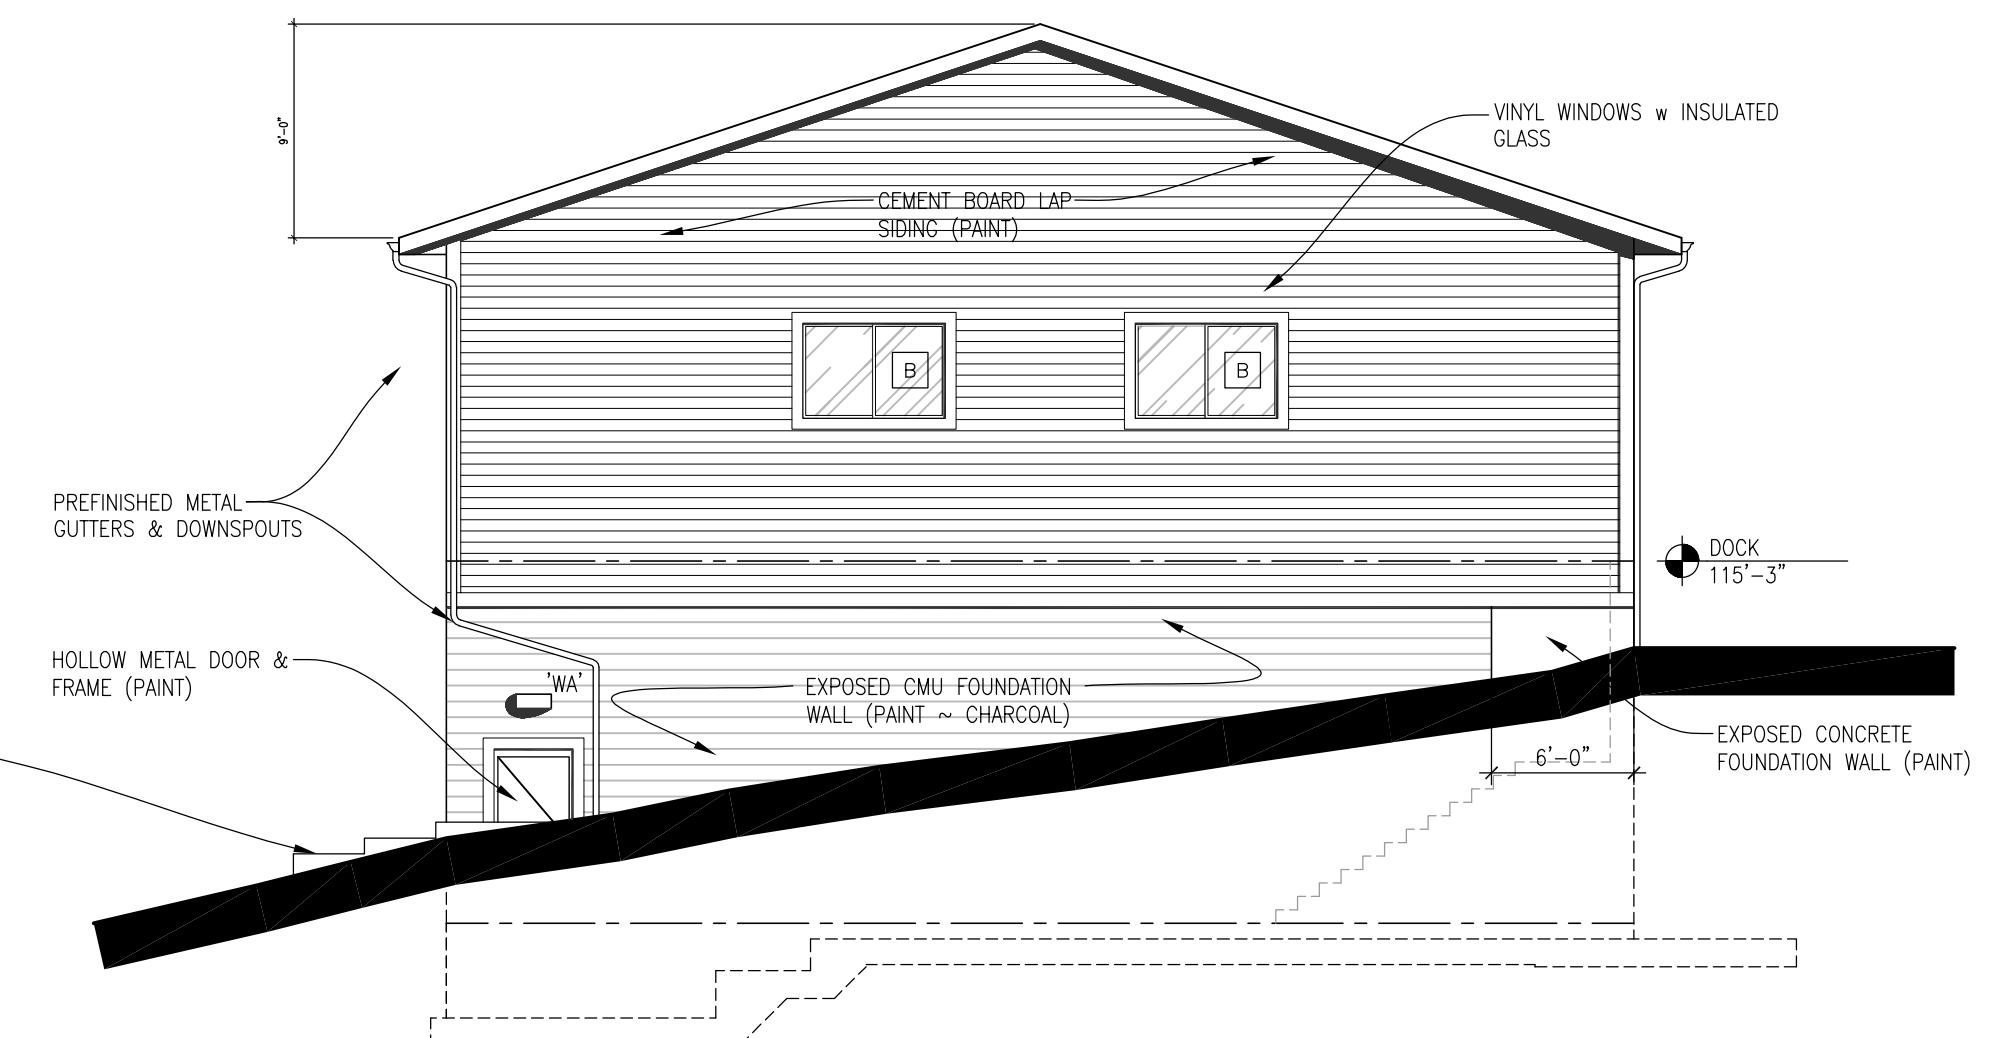 9'-0"
VINYL WINDOWS w INSULATED
GLASS
CEMENT BOARD LAP
SIDING (PAINT)
B
B
PREFINISHED METAL
GUTTERS & DOWNSPOUTS
DOCK
115'-3"
HOLLOW METAL DOOR &
FRAME (PAINT)
'WA'
EXPOSED CMU FOUNDATION
WALL (PAINT ~ CHARCOAL)
EXPOSED CONCRETE
FOUNDATION WALL (PAINT)
6'-0"